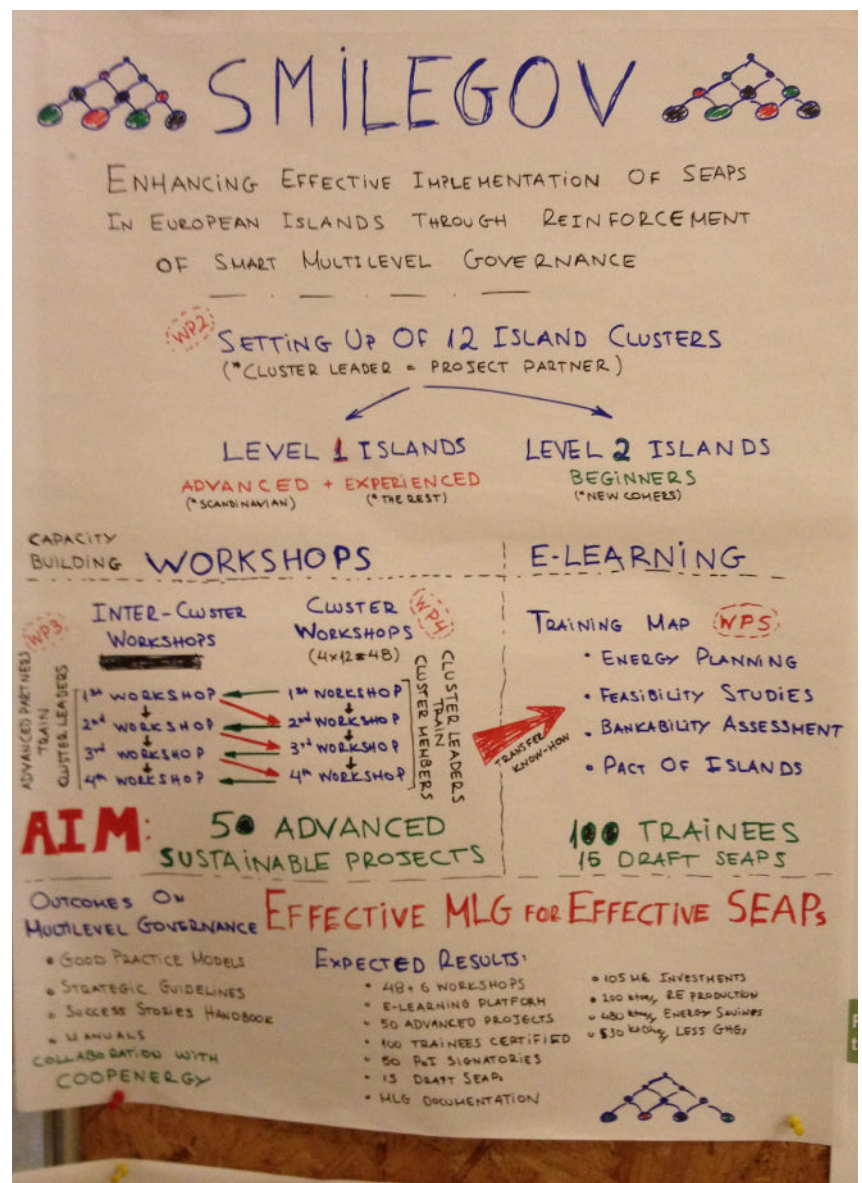 SMILEGOV
ENHANCING EFFECTIVE IMPLEMENTATION OF SEAPS
IN EUROPEAN ISLANDS THROUGH REINFORCEMENT
OF SMART MULTILEVEL GOVERNANCE
WP2
SETTING UP OF 12 ISLAND CLUSTERS
(*CLUSTER LEADER = PROJECT PARTNER)
LEVEL 1 ISLANDS
ADVANCED + EXPERIENCED
(*SCANDINAVIAN) (*THE REST)
LEVEL 2 ISLANDS
BEGINNERS
(*NEW COMERS)
CAPACITY
BUILDING WORKSHOPS
WP3
INTER-CLUSTER
WORKSHOPS
ADVANCED PARTNERS
TRAIN
CLUSTER LEADERS
1st WORKSHOP
2nd WORKSHOP
3rd WORKSHOP
4th WORKSHOP
CLUSTER
WORKSHOPS
(4x12=48)
WP4
1st WORKSHOP
2nd WORKSHOP
3rd WORKSHOP
4th WORKSHOP
CLUSTER LEADERS
TRAIN
CLUSTER MEMBERS
TRANSFER
KNOW-HOW
E-LEARNING
TRAINING MAP WP5
• ENERGY PLANNING
• FEASIBILITY STUDIES
• BANKABILITY ASSESSMENT
• PACT OF ISLANDS
AIM:
50 ADVANCED
SUSTAINABLE PROJECTS
100 TRAINEES
15 DRAFT SEAPS
OUTCOMES ON
MULTILEVEL GOVERNANCE
EFFECTIVE MLG FOR EFFECTIVE SEAPs
• GOOD PRACTICE MODELS
• STRATEGIC GUIDELINES
• SUCCESS STORIES HANDBOOK
• MANUALS
COLLABORATION WITH
COOPENERGY
EXPECTED RESULTS:
• 48+6 WORKSHOPS
• E-LEARNING PLATFORM
• 50 ADVANCED PROJECTS
• 100 TRAINEES CERTIFIED
• 50 PoI SIGNATORIES
• 15 DRAFT SEAPs
• MLG DOCUMENTATION
• 105 M€ INVESTMENTS
• 200 RE PRODUCTION
• 480 ENERGY SAVINGS
• 530 LESS GHGs